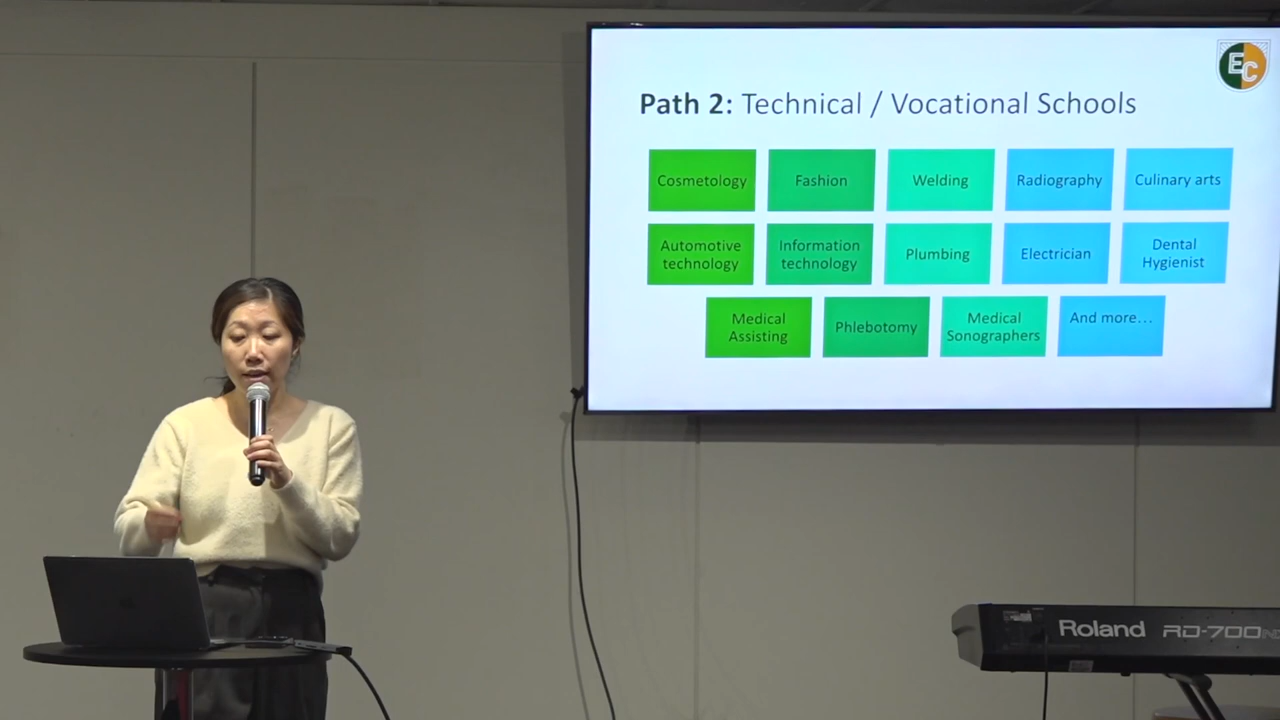 EC
Path 2: Technical / Vocational Schools
Cosmetology
Fashion
Welding
Radiography
Culinary arts
Automotive
technology
Information
technology
Plumbing
Electrician
Dental
Hygienist
Medical
Assisting
Phlebotomy
Medical
Sonographers
And more...
Roland RD-700